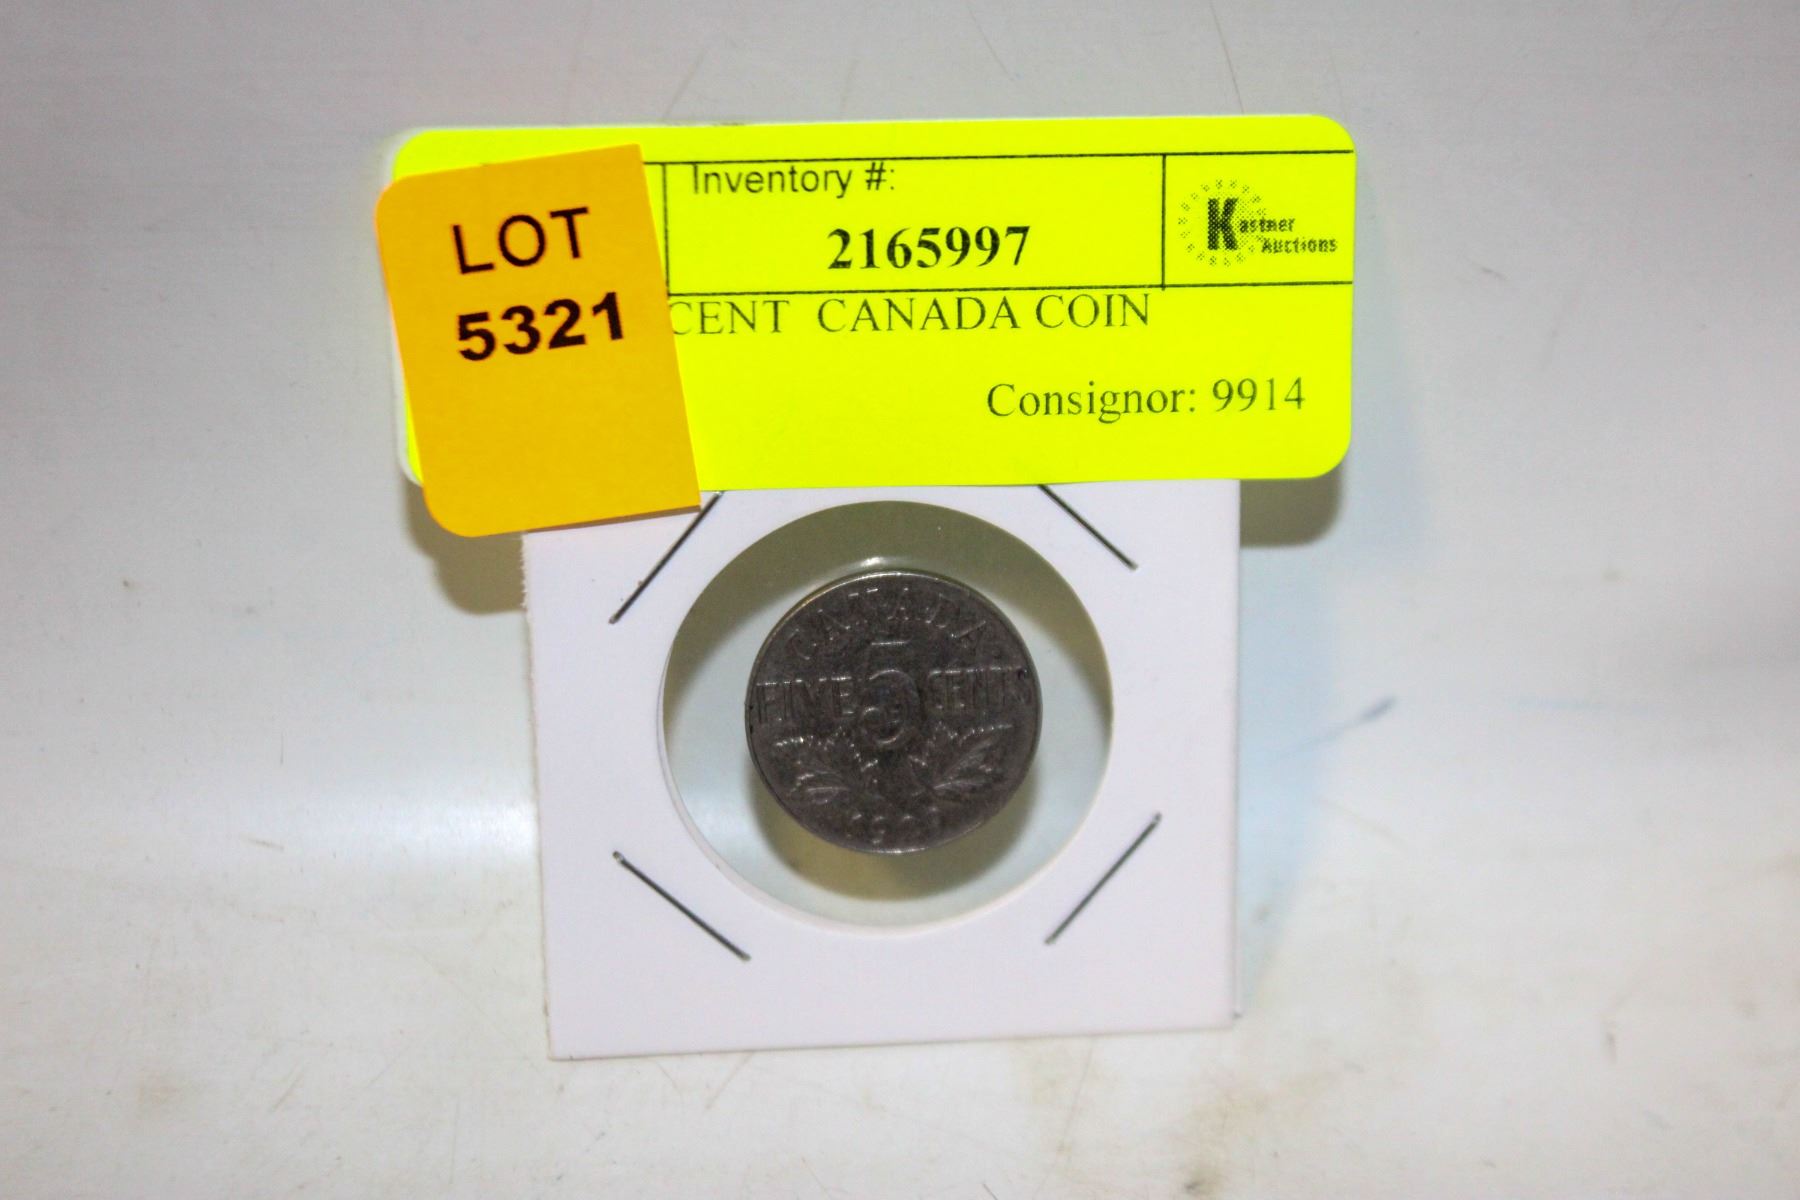 LOT
5321
Inventory #:
2165997
Kastner
Auctions
CENT CANADA COIN
Consignor: 9914
CANADA
FIVE 5 CENTS